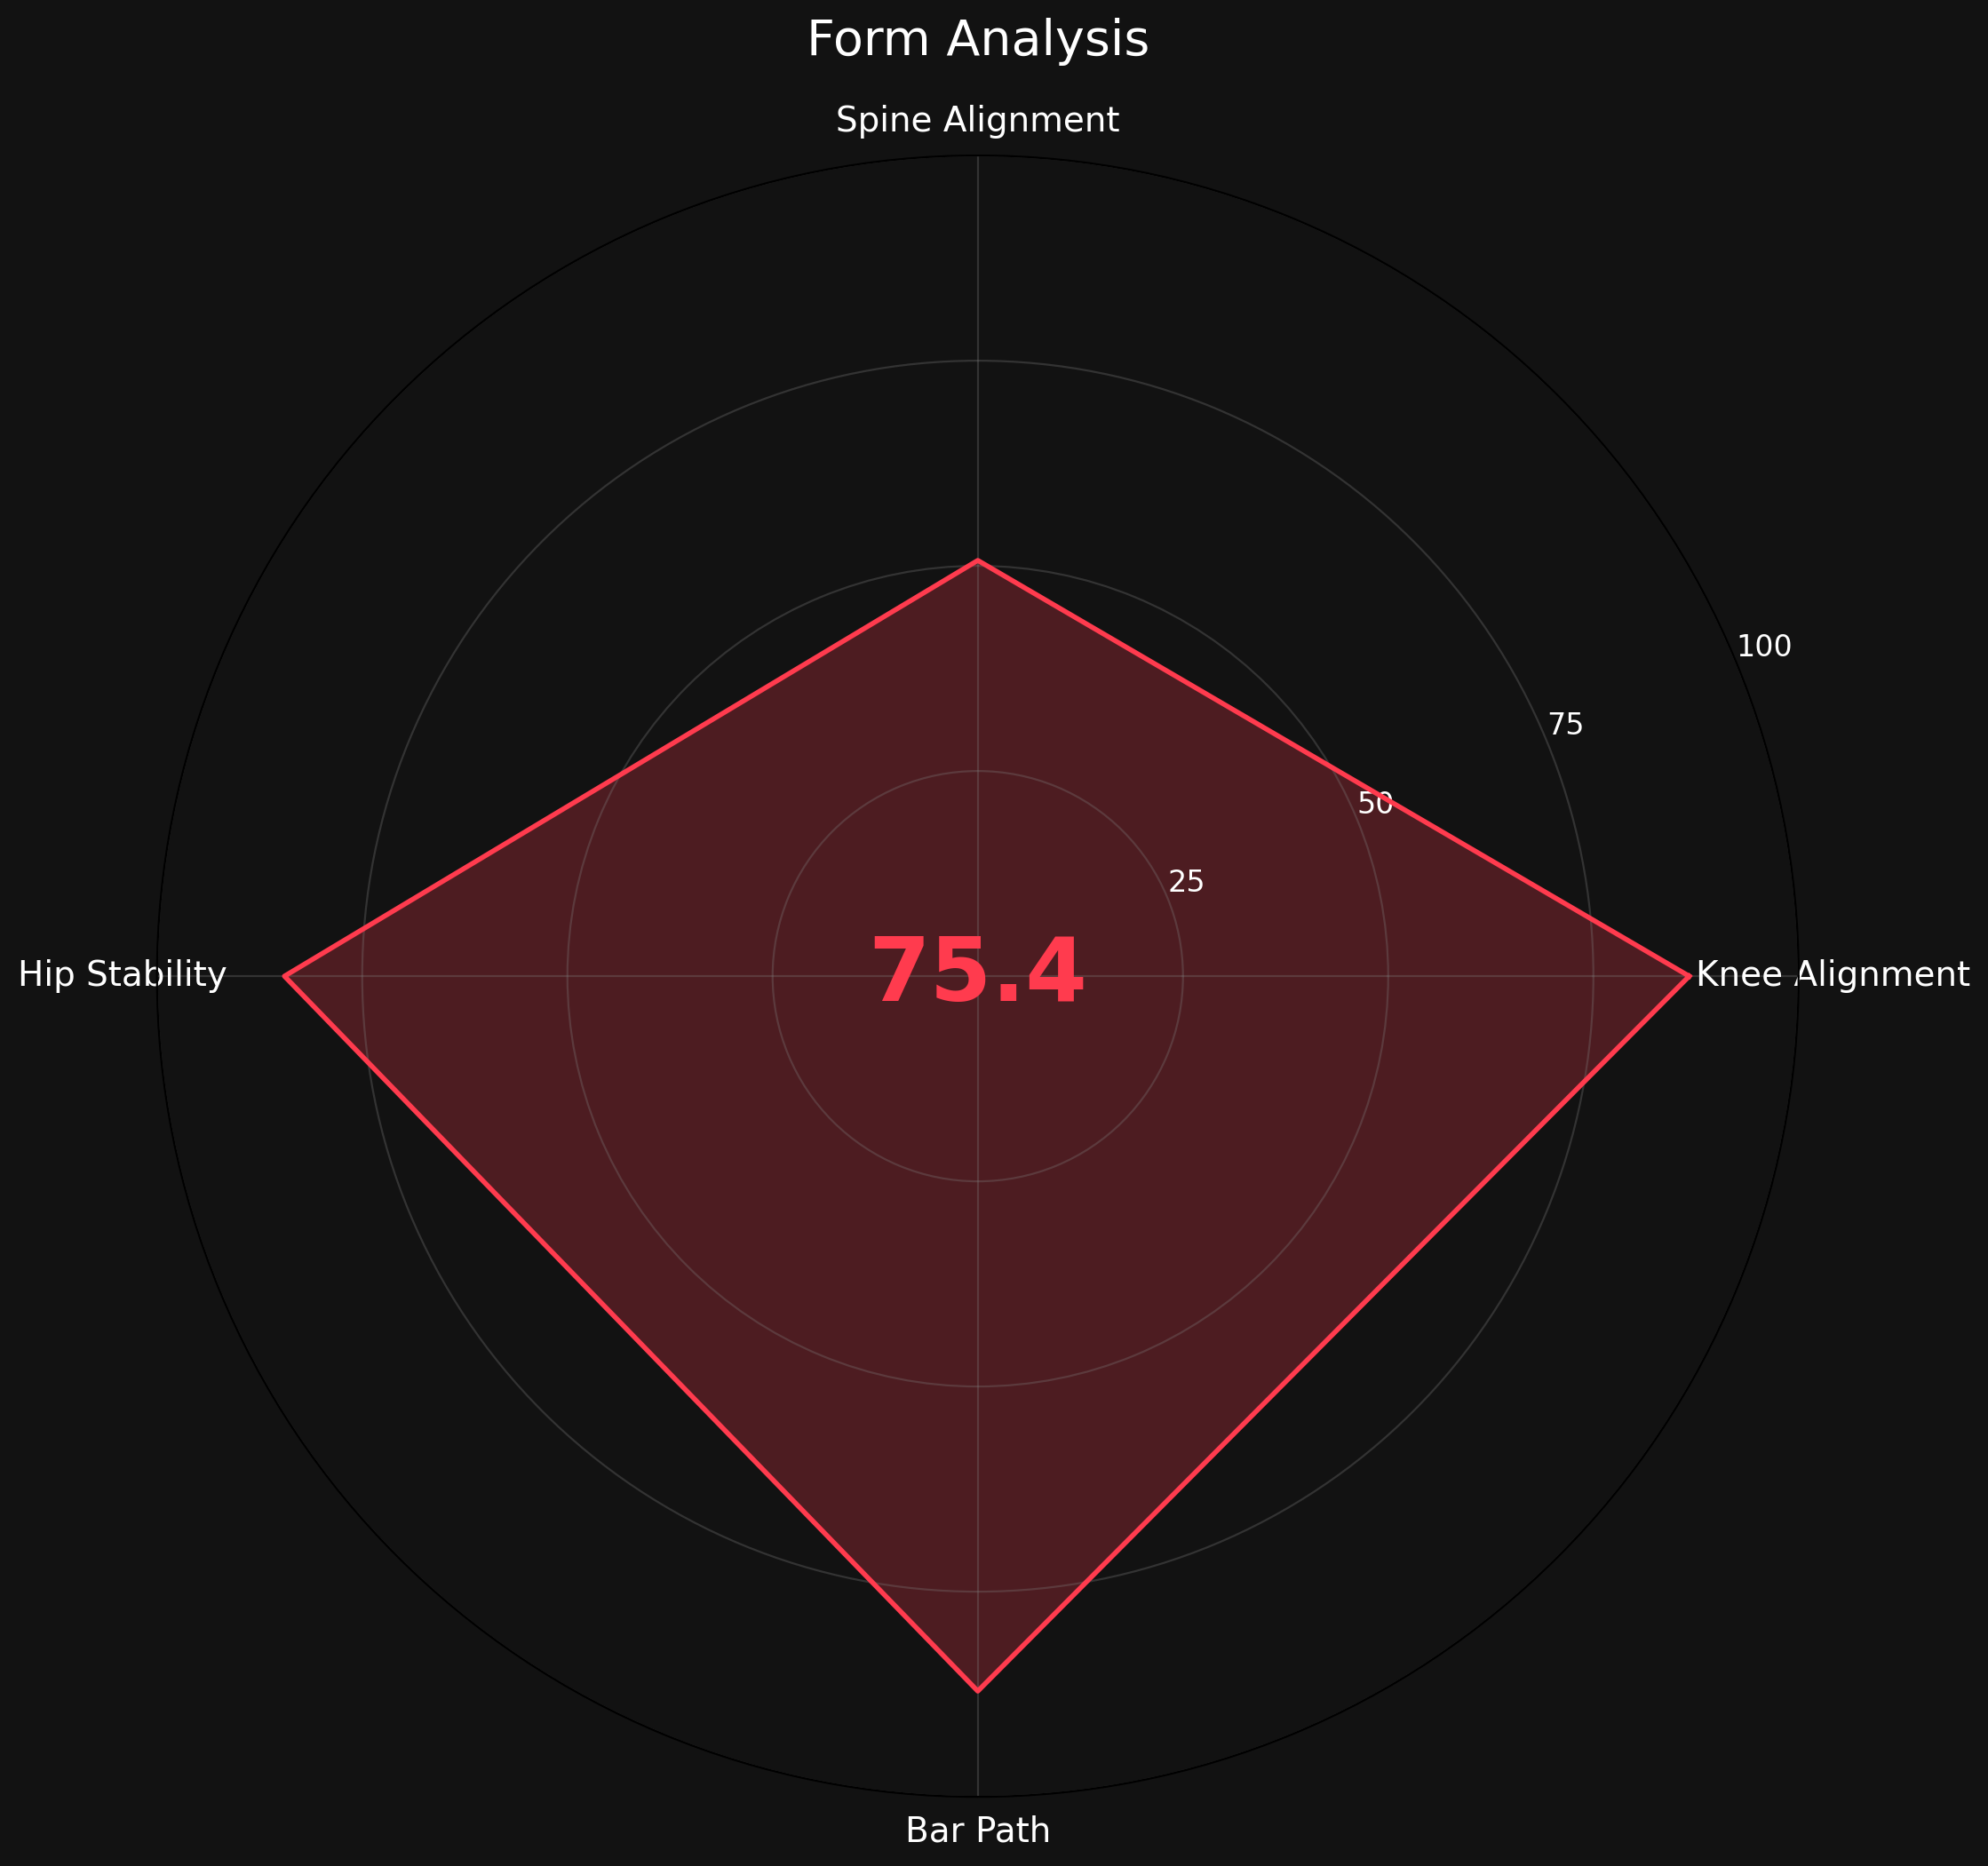 Form Analysis
Spine Alignment
100
75
50
25
Hip Stability
75.4
Knee Alignment
Bar Path